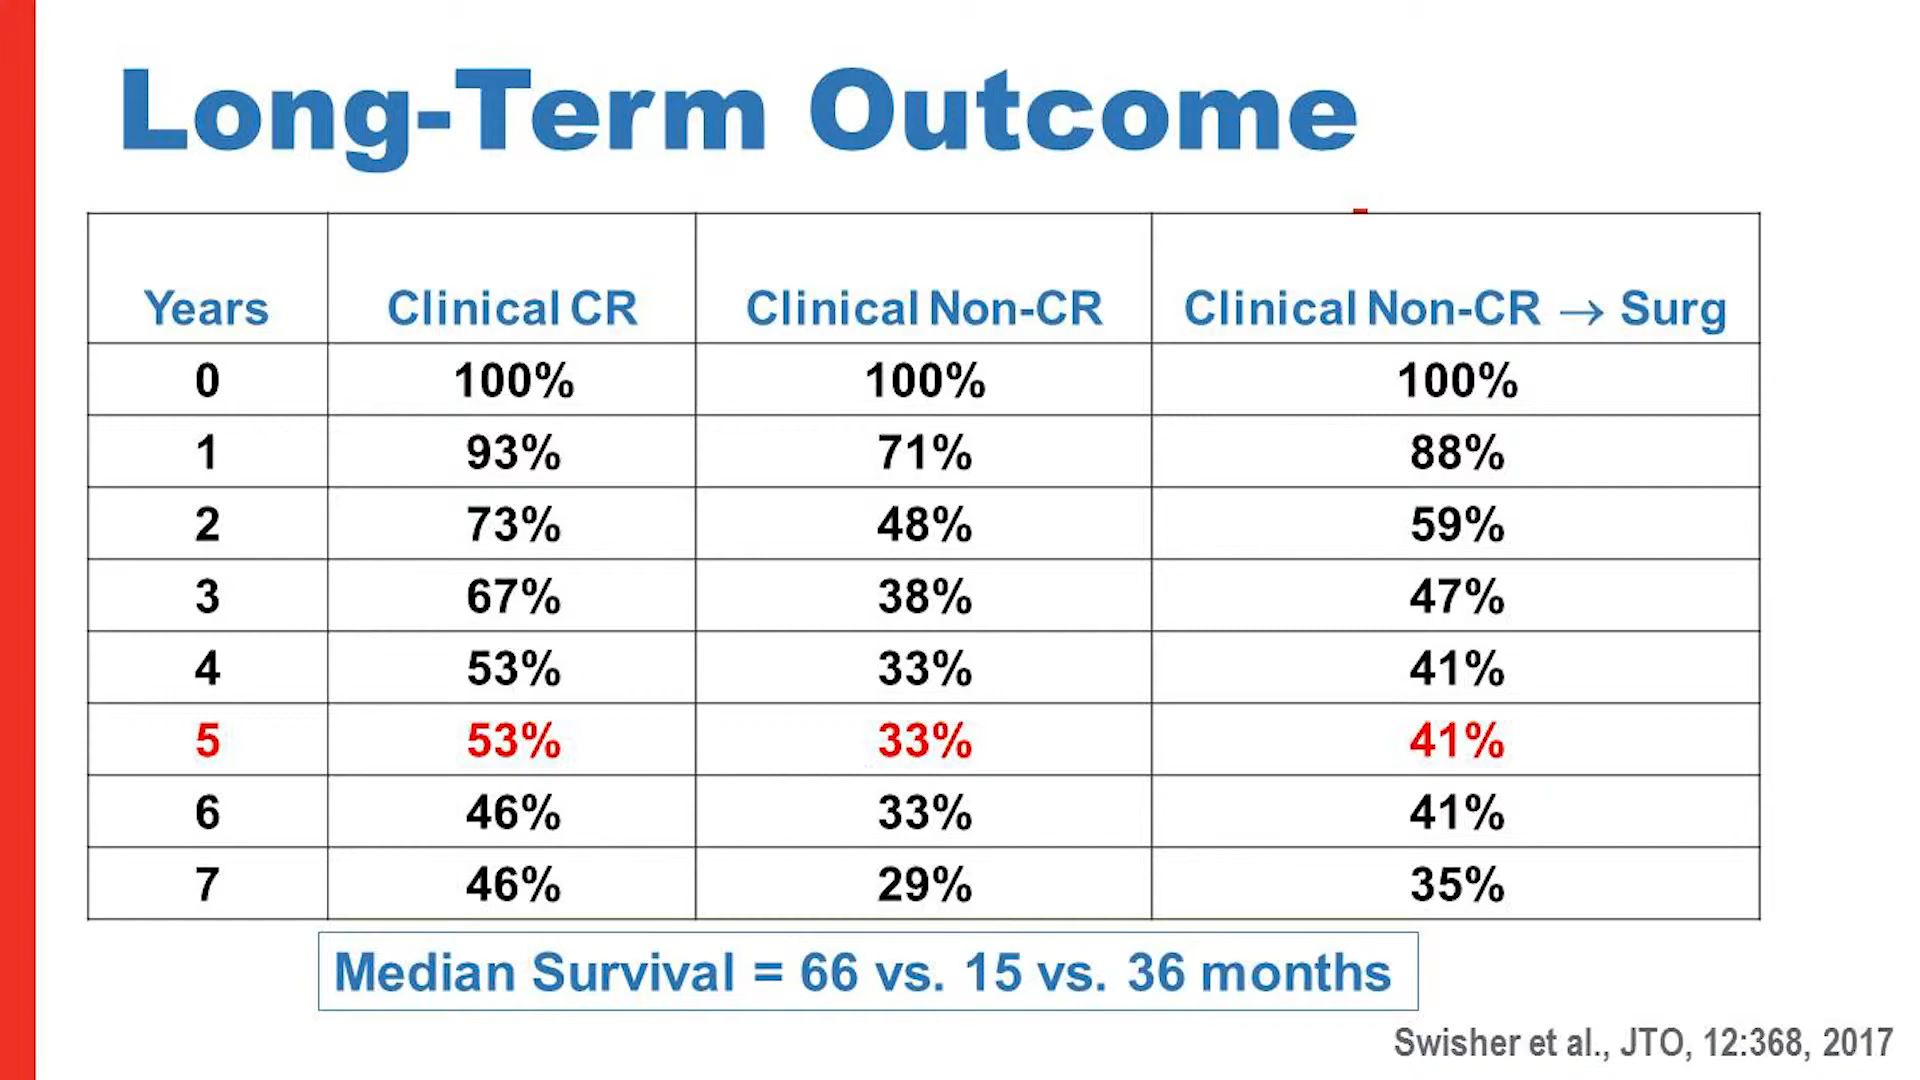 Long-Term Outcome
Years Clinical CR Clinical Non-CR Clinical Non-CR → Surg
0 100% 100% 100%
1 93% 71% 88%
2 73% 48% 59%
3 67% 38% 47%
4 53% 33% 41%
5 53% 33% 41%
6 46% 33% 41%
7 46% 29% 35%
Median Survival = 66 vs. 15 vs. 36 months
Swisher et al., JTO, 12:368, 2017